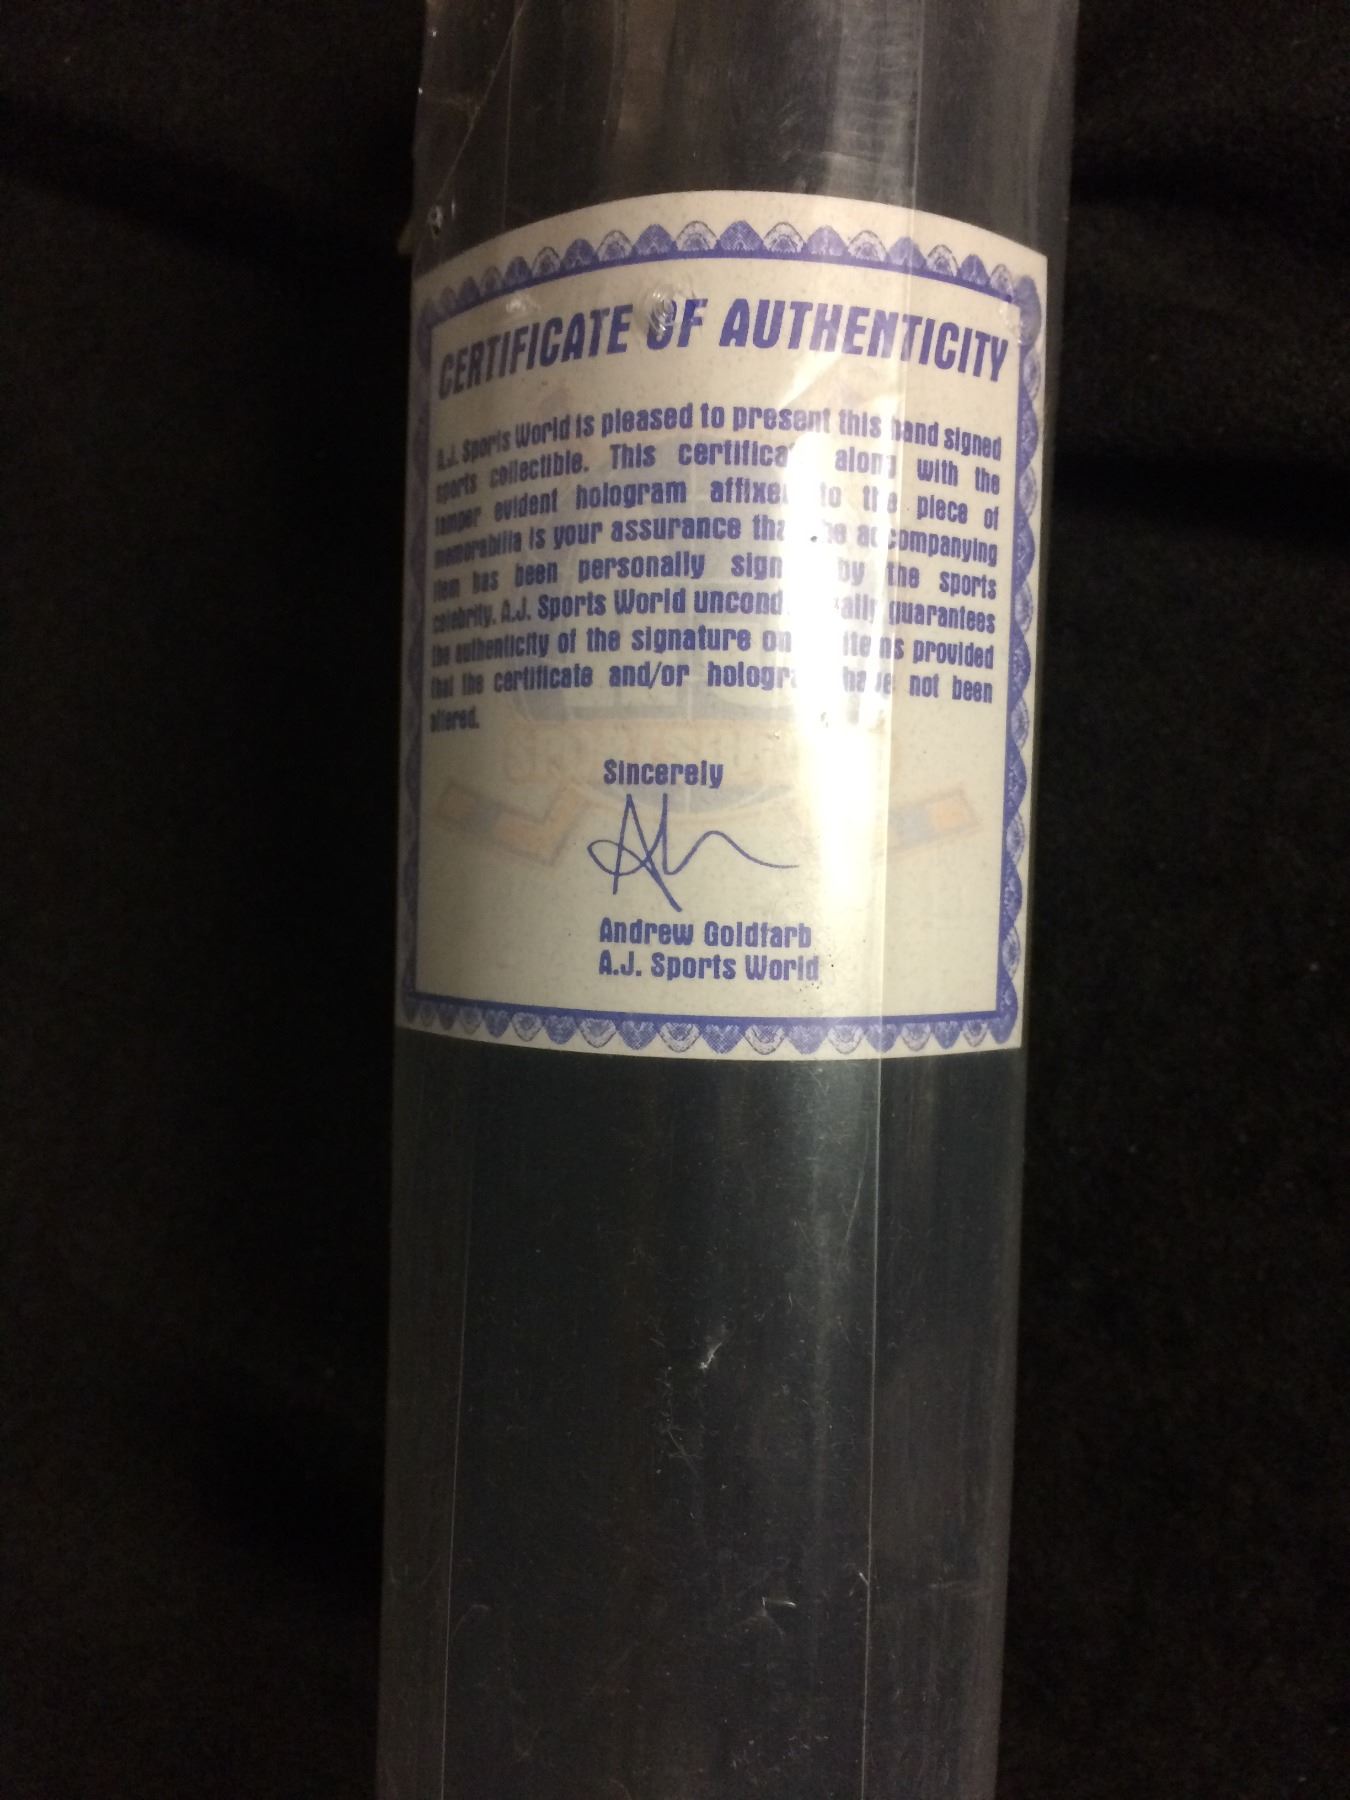 CERTIFICATE OF AUTHENTICITY
A.J. Sports World is pleased to present this hand signed
sports collectible. This certificate along with the
tamper evident hologram affixed to the piece of
memorabilia is your assurance that the accompanying
item has been personally signed by the sports
celebrity. A.J. Sports World unconditionally guarantees
the authenticity of the signature on items provided
that the certificate and/or hologram have not been
altered.
Sincerely
Andrew Goldfarb
A.J. Sports World